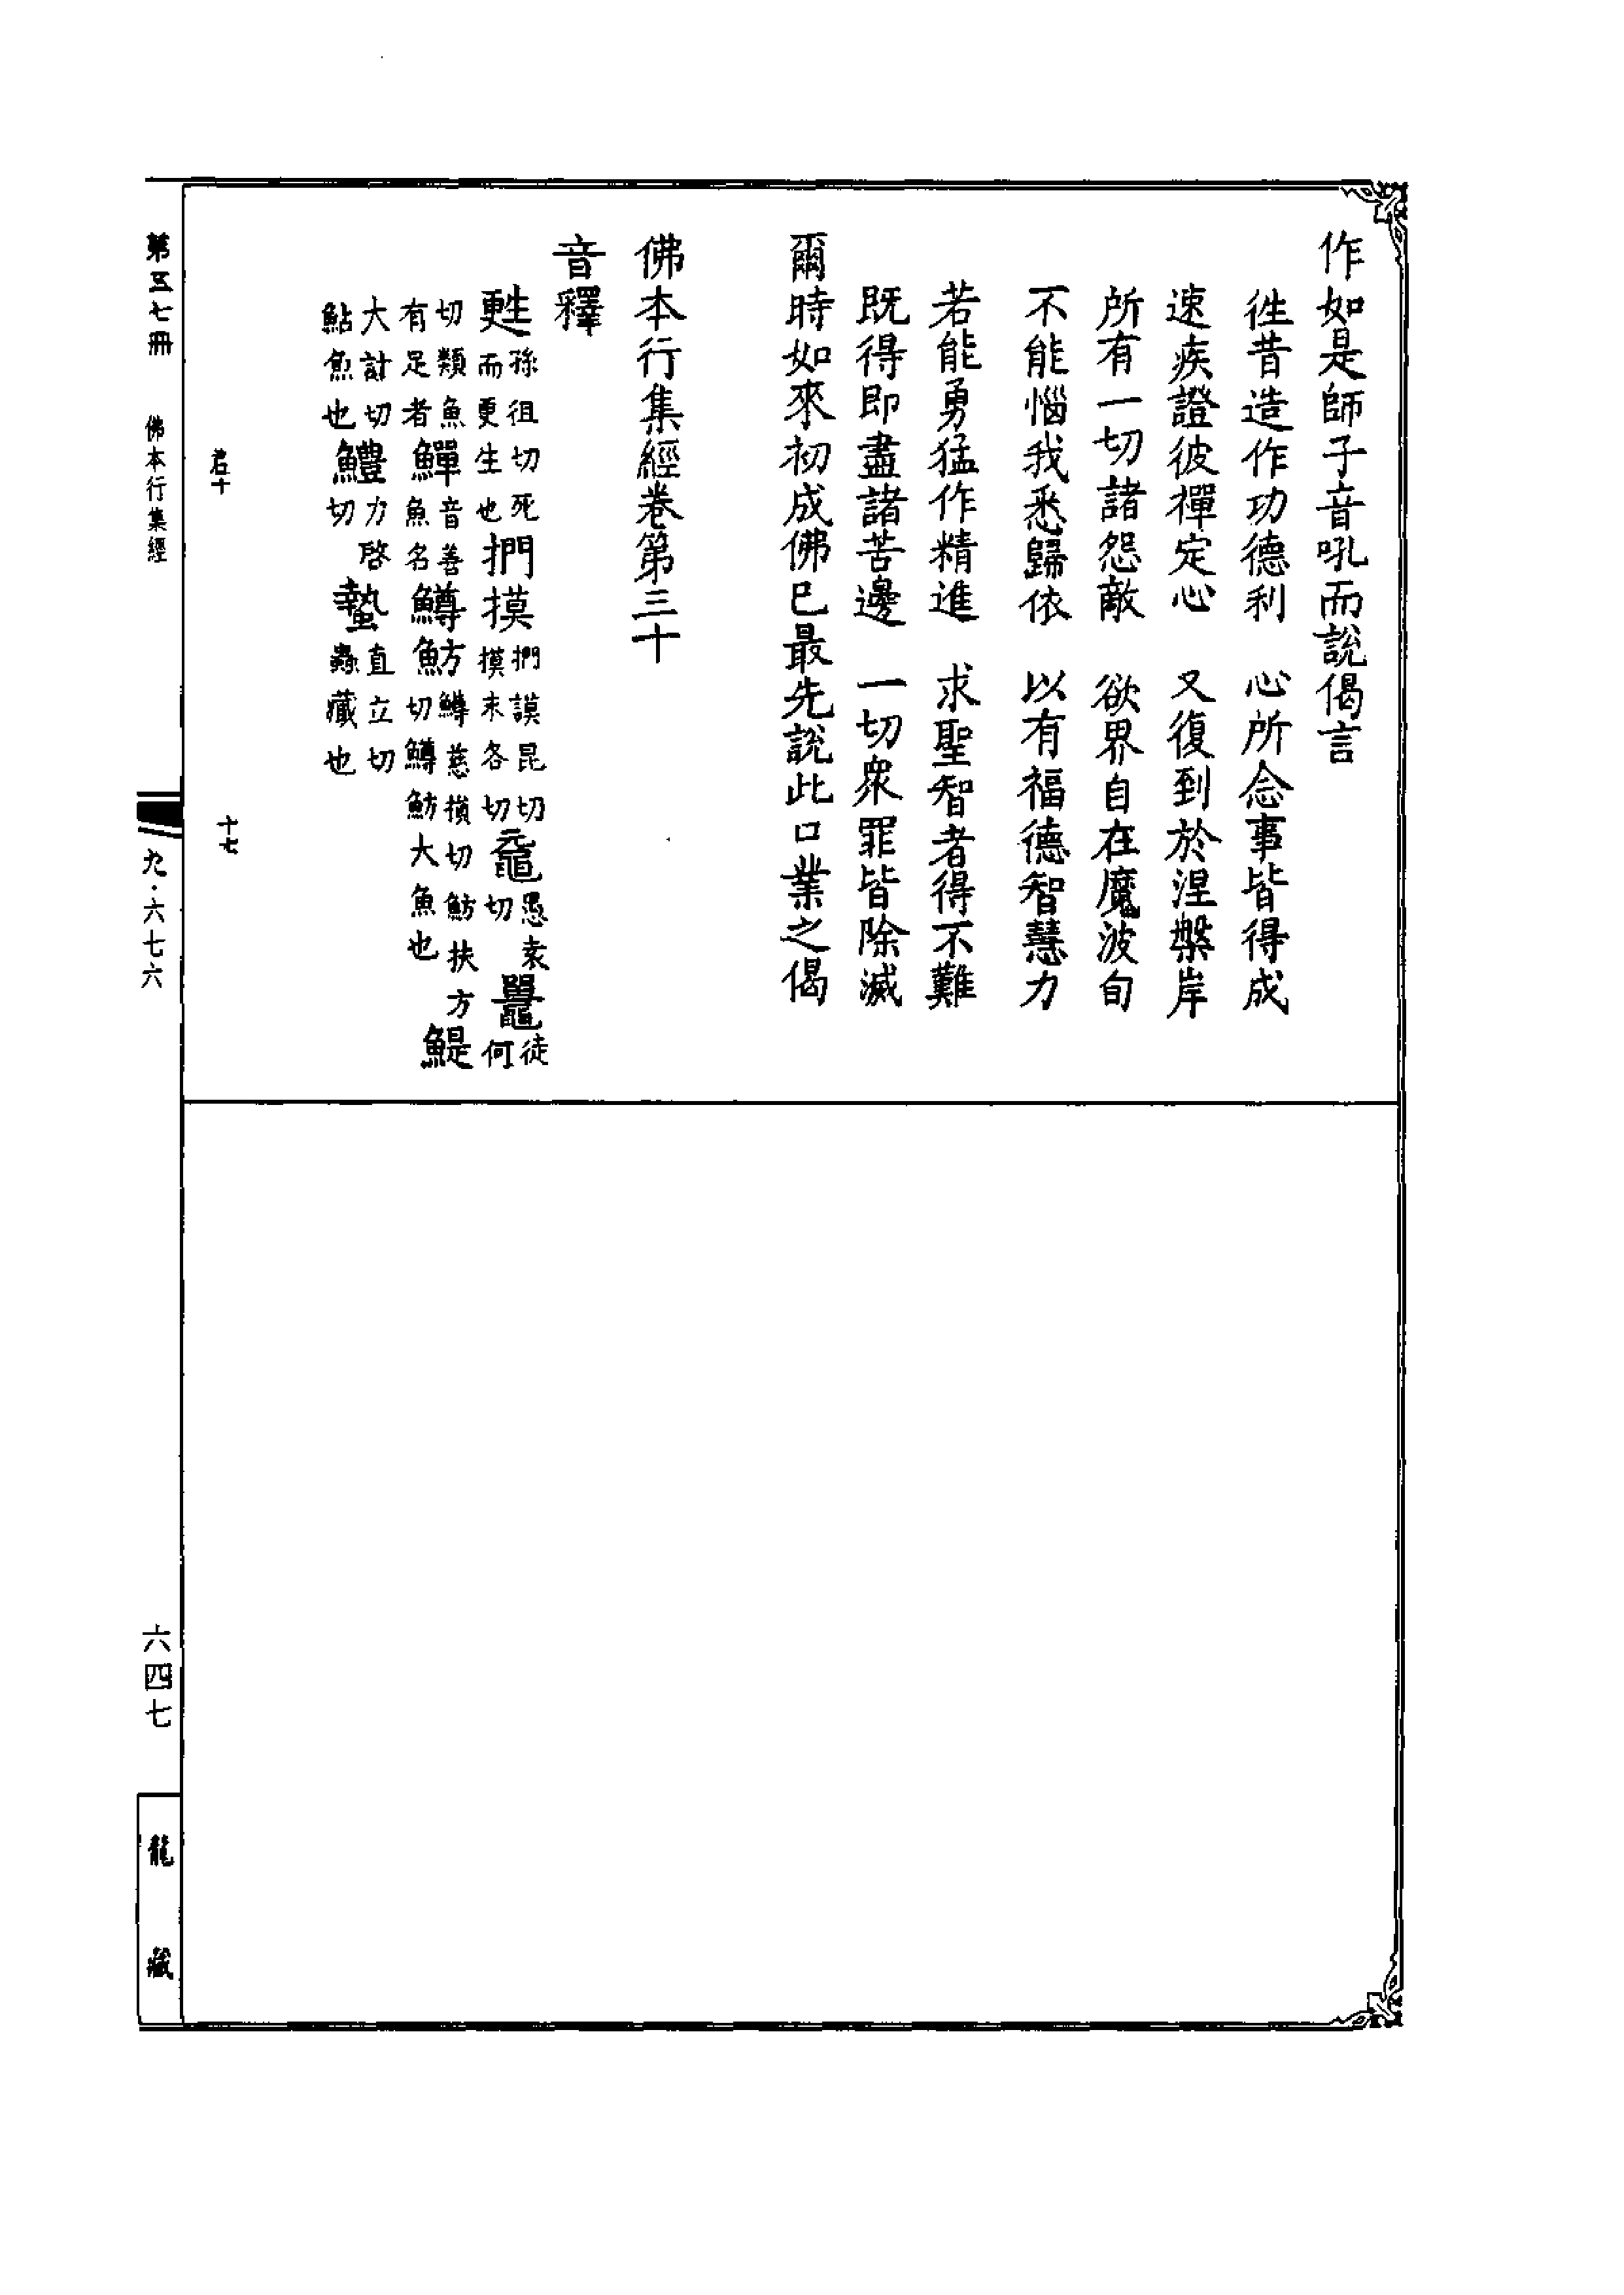 作如是師子音吼而說偈言
徃昔造作功德利　心所念事皆得成
速疾證彼禪定心　又復到於涅槃岸
所有一切諸怨敵　欲界自在魔波旬
不能惱我悉歸依　以有福德智慧力
若能勇猛作精進　求聖智者得不難
既得即盡諸苦邊　一切衆罪皆除滅
爾時如來初成佛已最先說此口業之偈
佛本行集經卷第三十
音釋
甦孫徂切死而更生也捫摸捫謨昆切摸末各切黿愚袁切鼉徒何
切類魚有足者鱓音善魚名鱒魴鱒慈損切魴扶方切鱒魴大魚也鯷
大計切鮎魚也鱧力啓切蟄直立切蟲藏也
君十
十七
第五七冊
佛本行集經
九·六七六
六四七
龍藏